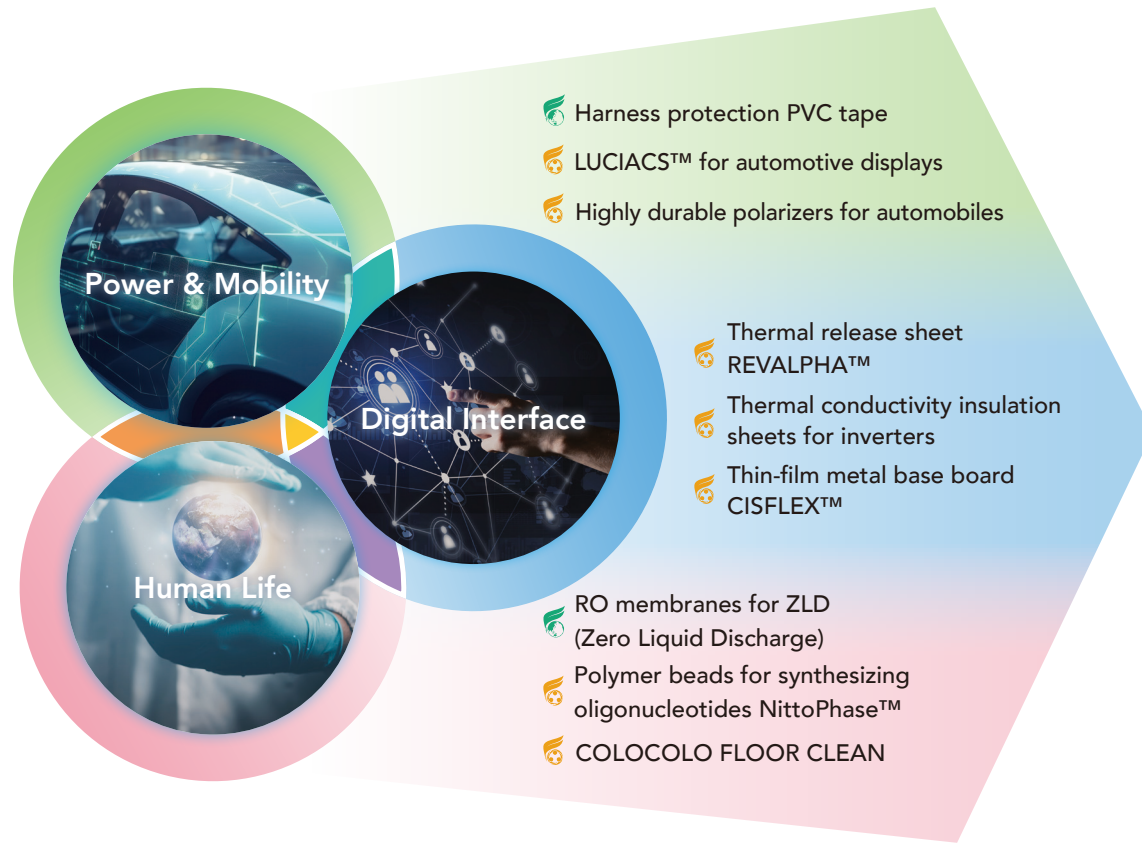 Power & Mobility
Harness protection PVC tape
LUCIACS™ for automotive displays
Highly durable polarizers for automobiles
Digital Interface
Thermal release sheet
REVALPHA™
Thermal conductivity insulation
sheets for inverters
Thin-film metal base board
CISFLEX™
Human Life
RO membranes for ZLD
(Zero Liquid Discharge)
Polymer beads for synthesizing
oligonucleotides NittoPhase™
COLOCOLO FLOOR CLEAN